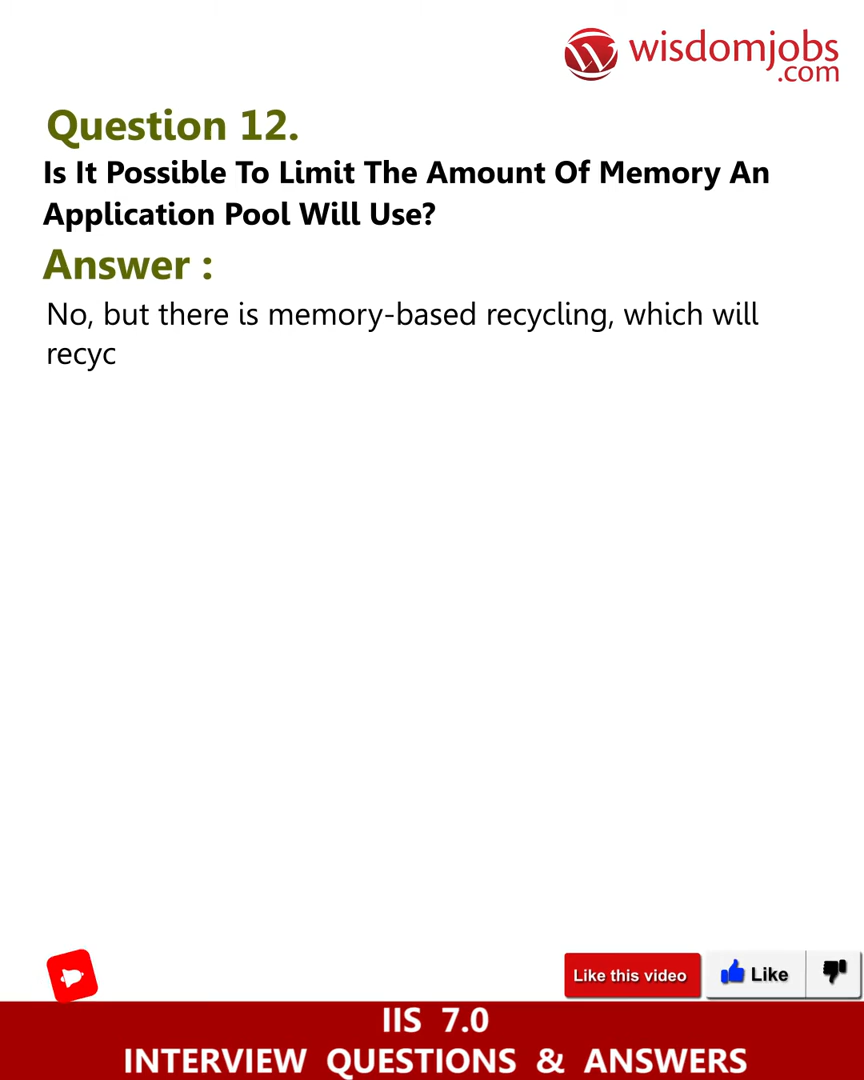 wisdomjobs
.com
Question 12.
Is It Possible To Limit The Amount Of Memory An
Application Pool Will Use?
Answer :
No, but there is memory-based recycling, which will
recyc
Like this video
Like
IIS 7.0
INTERVIEW QUESTIONS & ANSWERS